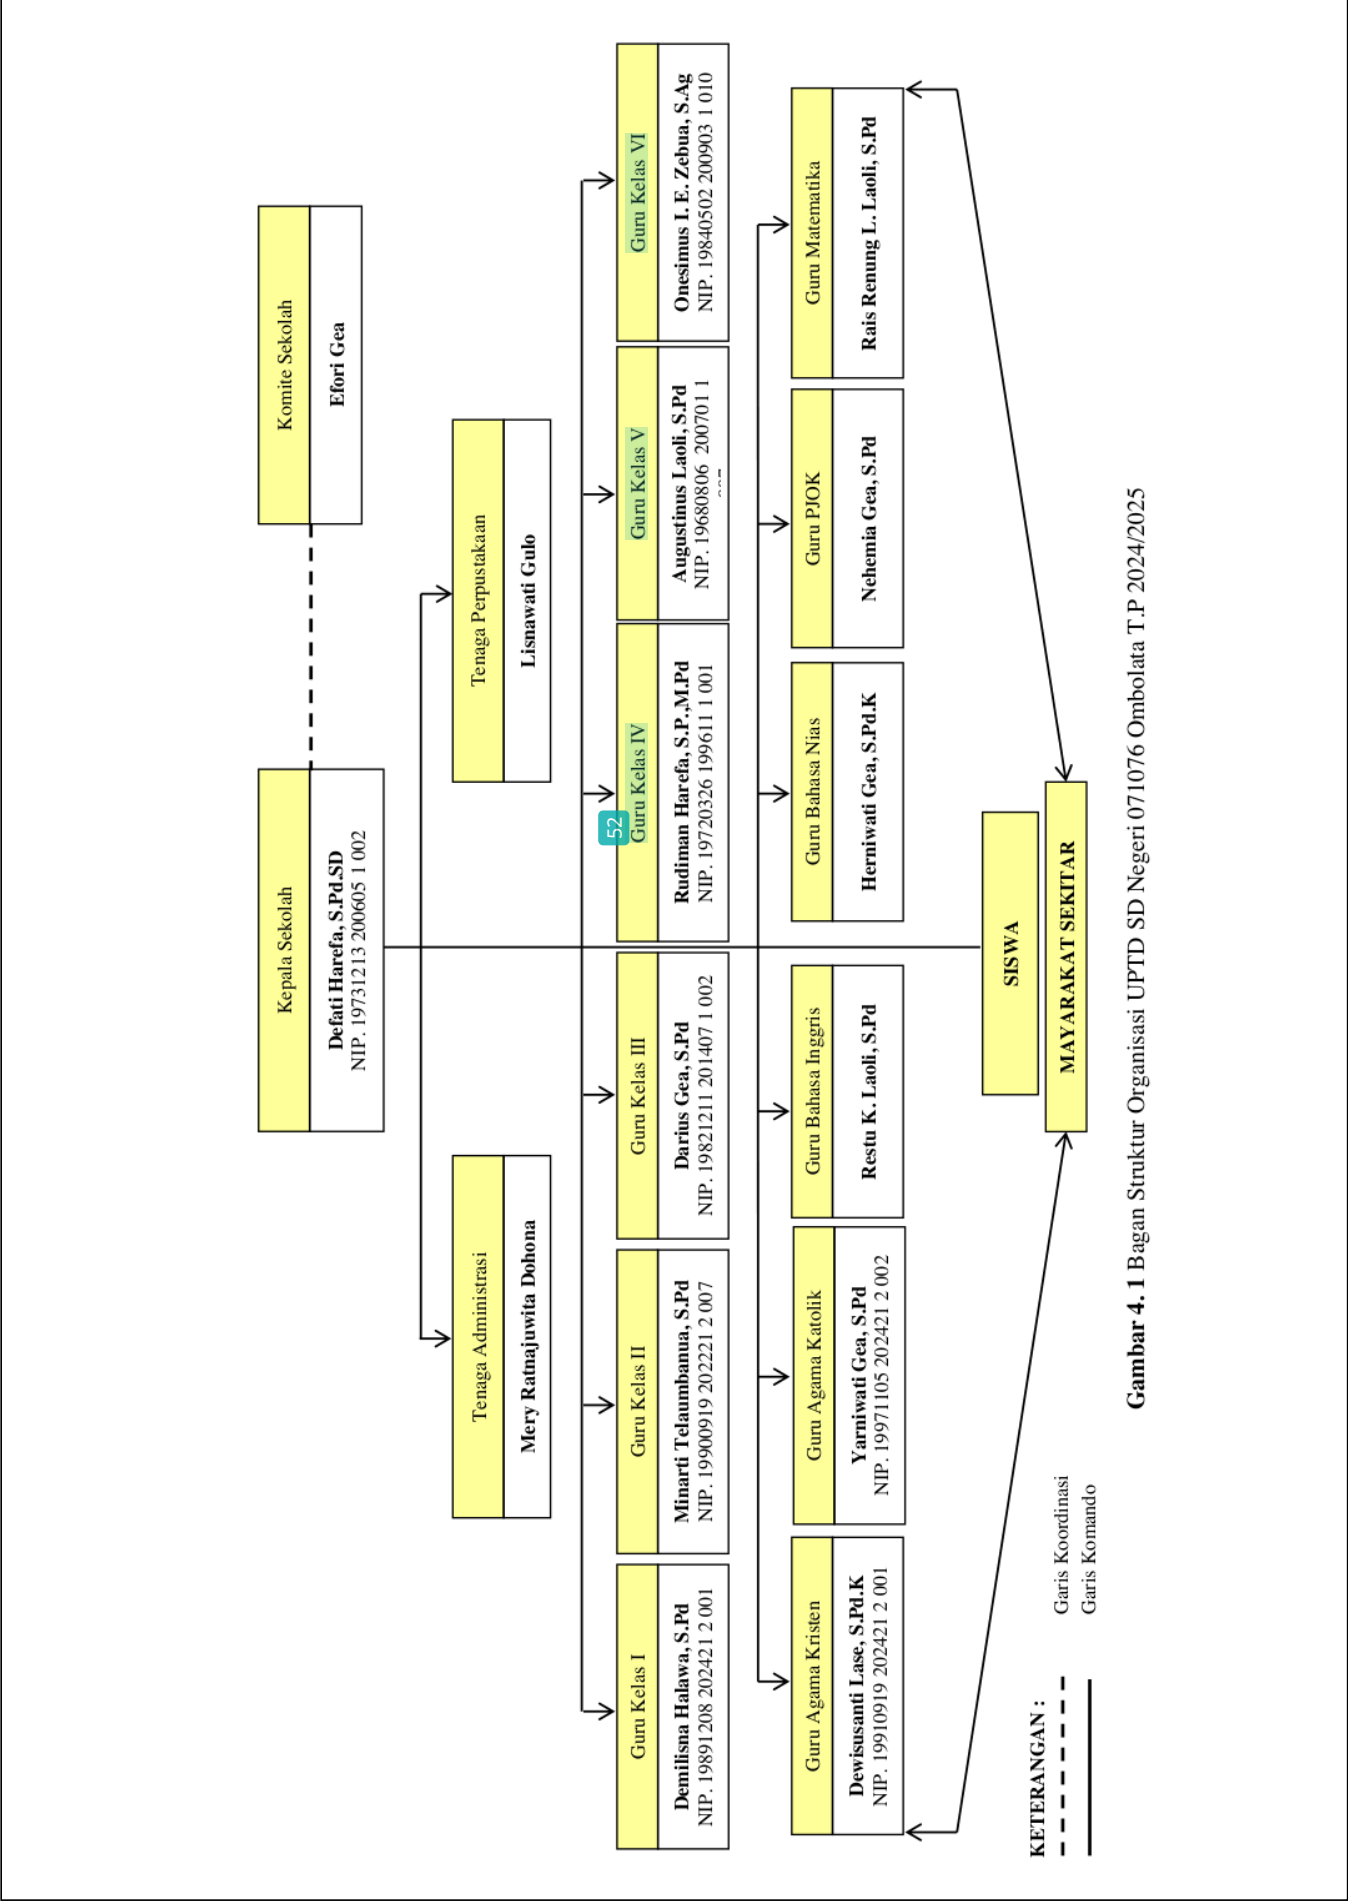 Kepala Sekolah
Defati Harefa, S.Pd.SD
NIP. 19731213 200605 1 002
Komite Sekolah
Efori Gea
Tenaga Administrasi
Mery Ratnajuwita Dohona
Tenaga Perpustakaan
Lisnawati Gulo
Guru Kelas I
Demilisna Halawa, S.Pd
NIP. 19891208 202421 2 001
Guru Kelas II
Minarti Telaumbanua, S.Pd
NIP. 19900919 202221 2 007
Guru Kelas III
Darius Gea, S.Pd
NIP. 19821211 201407 1 002
52
Guru Kelas IV
Rudiman Harefa, S.P.,M.Pd
NIP. 19720326 199611 1 001
Guru Kelas V
Augustinus Laoli, S.Pd
NIP. 19680806 200701 1
Guru Kelas VI
Onesimus I. E. Zebua, S.Ag
NIP. 19840502 200903 1 010
Guru Agama Kristen
Dewisusanti Lase, S.Pd.K
NIP. 19910919 202421 2 001
Guru Agama Katolik
Yarniwati Gea, S.Pd
NIP. 19971105 202421 2 002
Guru Bahasa Inggris
Restu K. Laoli, S.Pd
Guru Bahasa Nias
Herniwati Gea, S.Pd.K
Guru PJOK
Nehemia Gea, S.Pd
Guru Matematika
Rais Renung L. Laoli, S.Pd
SISWA
MAYARAKAT SEKITAR
KETERANGAN :
Garis Koordinasi
Garis Komando
Gambar 4. 1 Bagan Struktur Organisasi UPTD SD Negeri 071076 Ombolata T.P 2024/2025